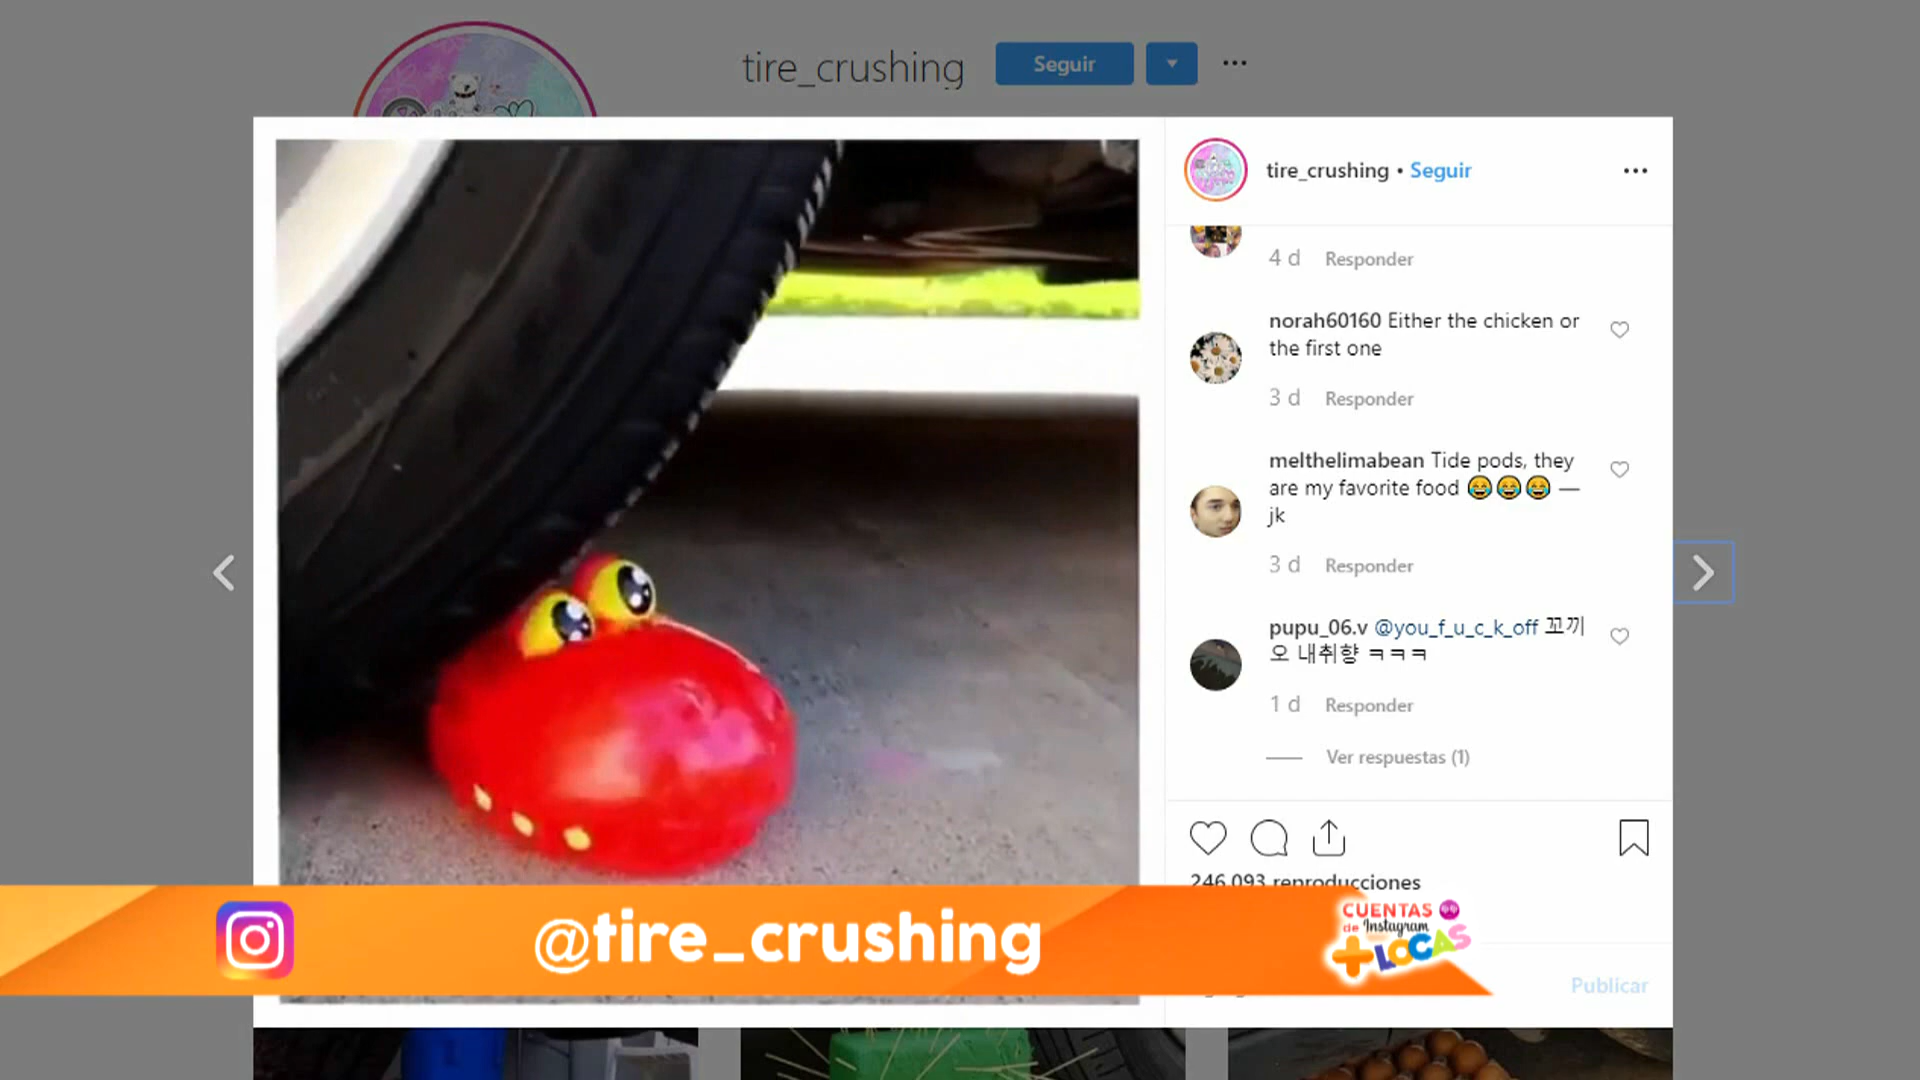 tire_crushing
Seguir
tire_crushing • Seguir
4 d Responder
norah60160 Either the chicken or
the first one
3 d Responder
melthelimabean Tide pods, they
are my favorite food 😂😂😂 —
jk
3 d Responder
pupu_06.v @you_f_u_c_k_off 꼬끼
오 내취향 ㅋㅋㅋ
1 d Responder
Ver respuestas (1)
246,093 reproducciones
@tire_crushing
CUENTAS
de Instagram
+LOCAS
Publicar